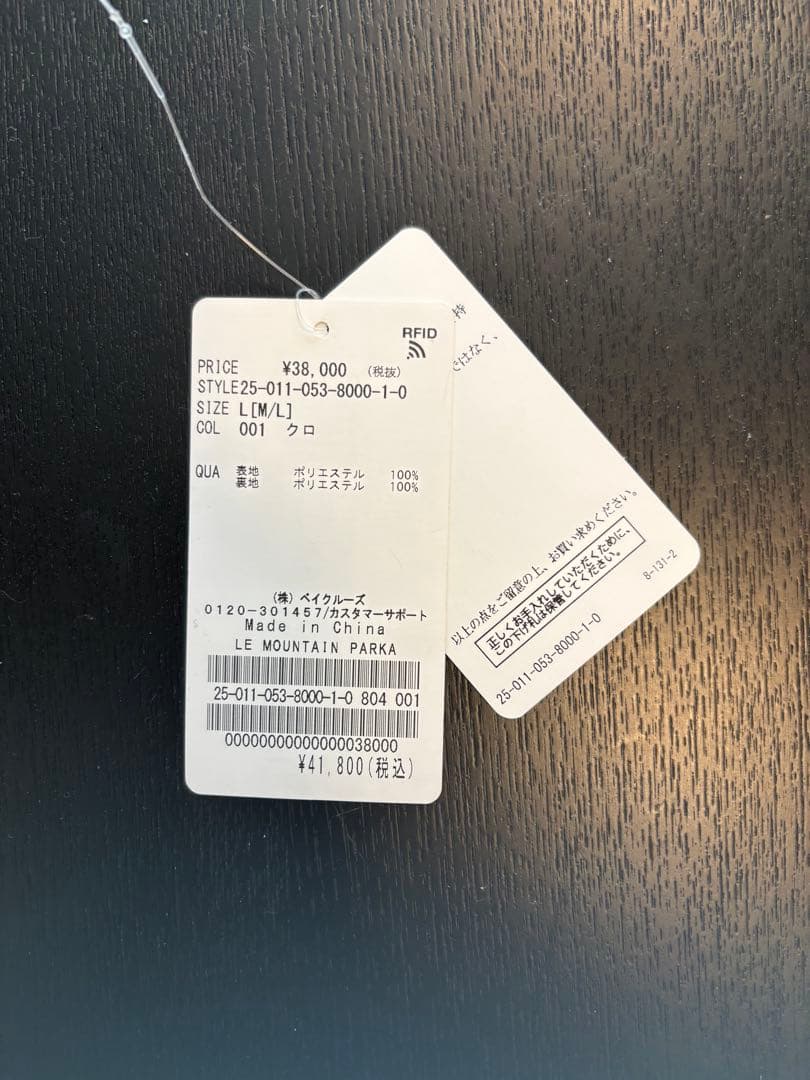 RFID
PRICE ¥38,000 (税抜)
STYLE25-011-053-8000-1-0
SIZE L[M/L]
COL 001 クロ
QUA 表地 ポリエステル 100%
裏地 ポリエステル 100%
(株) ベイクルーズ
0120-301457/カスタマーサポート
Made in China
LE MOUNTAIN PARKA
25-011-053-8000-1-0 804 001
00000000000000038000
¥41,800(税込)
特
ではなく、
以上の点をご留意の上、お買い求めください。
正しくお手入れしていただくために、
この下げ札は保管してください。
8-131-2
25-011-053-8000-1-0